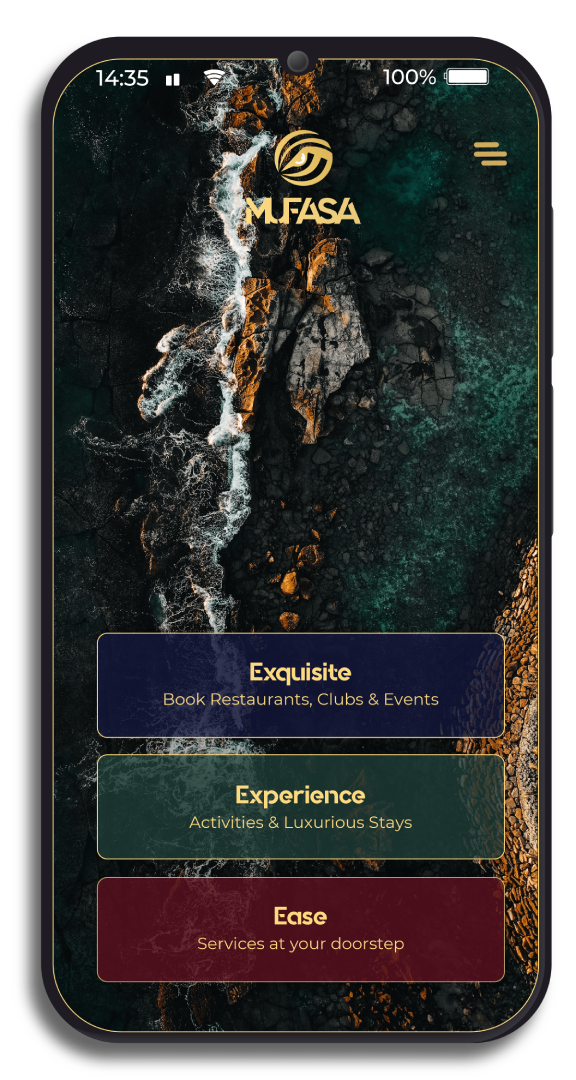 14:35
100%
MUFASA
Exquisite
Book Restaurants, Clubs & Events
Experience
Activities & Luxurious Stays
Ease
Services at your doorstep